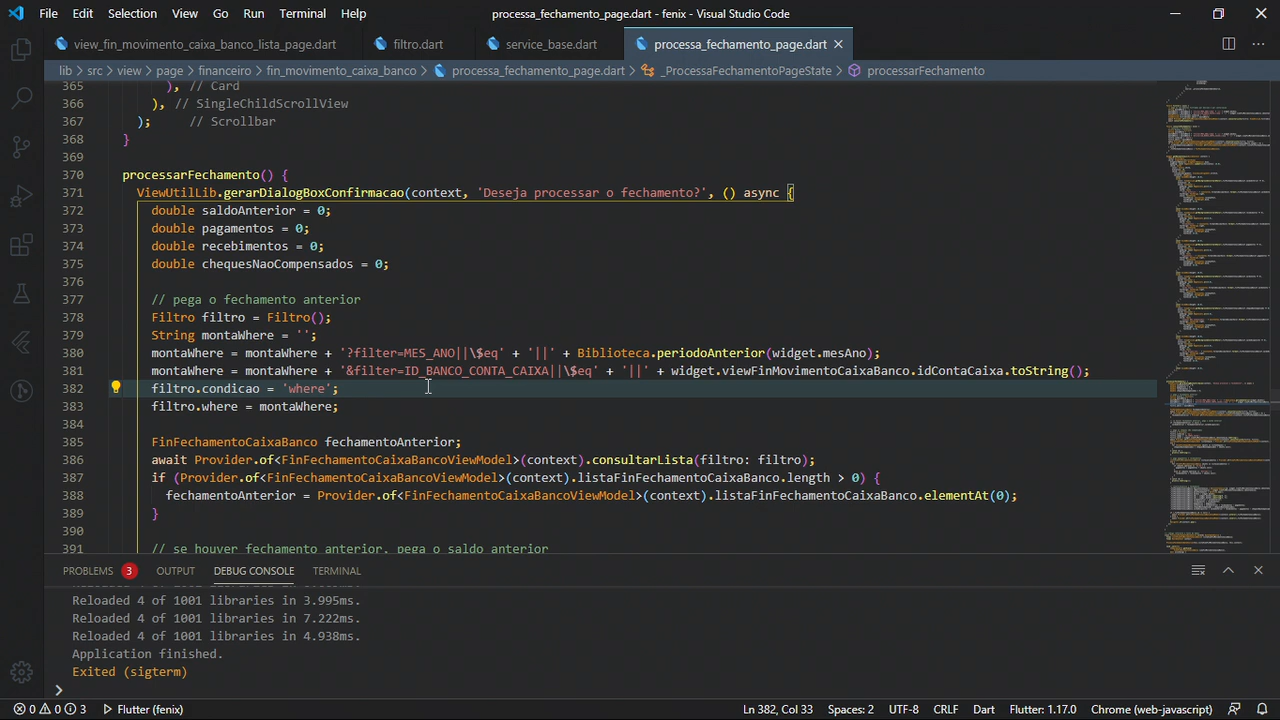 File Edit Selection View Go Run Terminal Help processa_fechamento_page.dart - fenix - Visual Studio Code
view_fin_movimento_caixa_banco_lista_page.dart filtro.dart service_base.dart processa_fechamento_page.dart
lib > src > view > page > financeiro > fin_movimento_caixa_banco > processa_fechamento_page.dart > _ProcessaFechamentoPageState > processarFechamento
365 ), // Card
366 ), // SingleChildScrollView
367 ); // Scrollbar
368 }
369
370 processarFechamento() {
371 ViewUtilLib.gerarDialogBoxConfirmacao(context, 'Deseja processar o fechamento?', () async {
372 double saldoAnterior = 0;
373 double pagamentos = 0;
374 double recebimentos = 0;
375 double chequesNaoCompensados = 0;
376
377 // pega o fechamento anterior
378 Filtro filtro = Filtro();
379 String montaWhere = '';
380 montaWhere = montaWhere + '?filter=MES_ANO||\$eq' + '||' + Biblioteca.periodoAnterior(widget.mesAno);
381 montaWhere = montaWhere + '&filter=ID_BANCO_CONTA_CAIXA||\$eq' + '||' + widget.viewFinMovimentoCaixaBanco.idContaCaixa.toString();
382 filtro.condicao = 'where';
383 filtro.where = montaWhere;
384
385 FinFechamentoCaixaBanco fechamentoAnterior;
386 await Provider.of<FinFechamentoCaixaBancoViewModel>(context).consultarLista(filtro: filtro);
387 if (Provider.of<FinFechamentoCaixaBancoViewModel>(context).listaFinFechamentoCaixaBanco.length > 0) {
388 fechamentoAnterior = Provider.of<FinFechamentoCaixaBancoViewModel>(context).listaFinFechamentoCaixaBanco.elementAt(0);
389 }
390
391 // se houver fechamento anterior, pega o saldo anterior
PROBLEMS 3 OUTPUT DEBUG CONSOLE TERMINAL
Reloaded 4 of 1001 libraries in 3.995ms.
Reloaded 4 of 1001 libraries in 7.222ms.
Reloaded 4 of 1001 libraries in 4.938ms.
Application finished.
Exited (sigterm)
0 0 3 Flutter (fenix) Ln 382, Col 33 Spaces: 2 UTF-8 CRLF Dart Flutter: 1.17.0 Chrome (web-javascript)